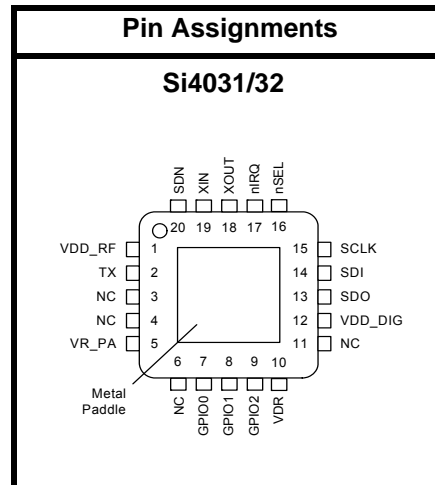 Pin Assignments
Si4031/32
SDN
XIN
XOUT
nIRQ
nSEL
20 19 18 17 16
VDD_RF 1
TX 2
NC 3
NC 4
VR_PA 5
15 SCLK
14 SDI
13 SDO
12 VDD_DIG
11 NC
6 7 8 9 10
NC
GPIO0
GPIO1
GPIO2
VDR
Metal
Paddle